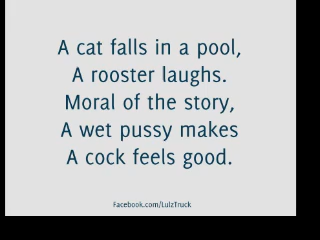 A cat falls in a pool,
A rooster laughs.
Moral of the story,
A wet pussy makes
A cock feels good.
Facebook.com/LulzTruck